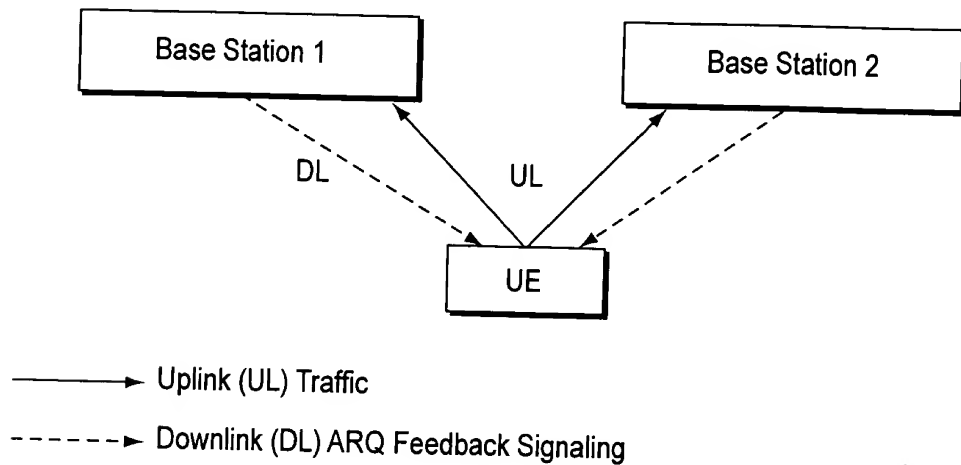 Base Station 1
Base Station 2
DL
UL
UE
Uplink (UL) Traffic
Downlink (DL) ARQ Feedback Signaling